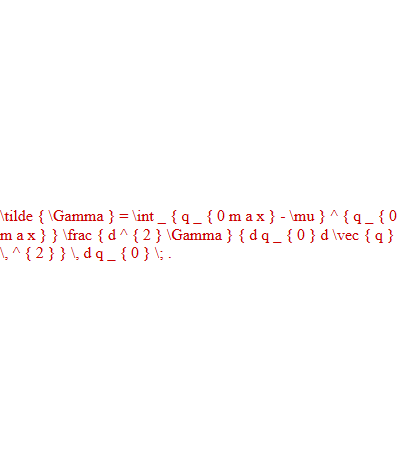 \tilde { \Gamma } = \int _ { q _ { 0 m a x } - \mu } ^ { q _ { 0
m a x } } \frac { d ^ { 2 } \Gamma } { d q _ { 0 } d \vec { q }
\, ^ { 2 } } \, d q _ { 0 } \; .